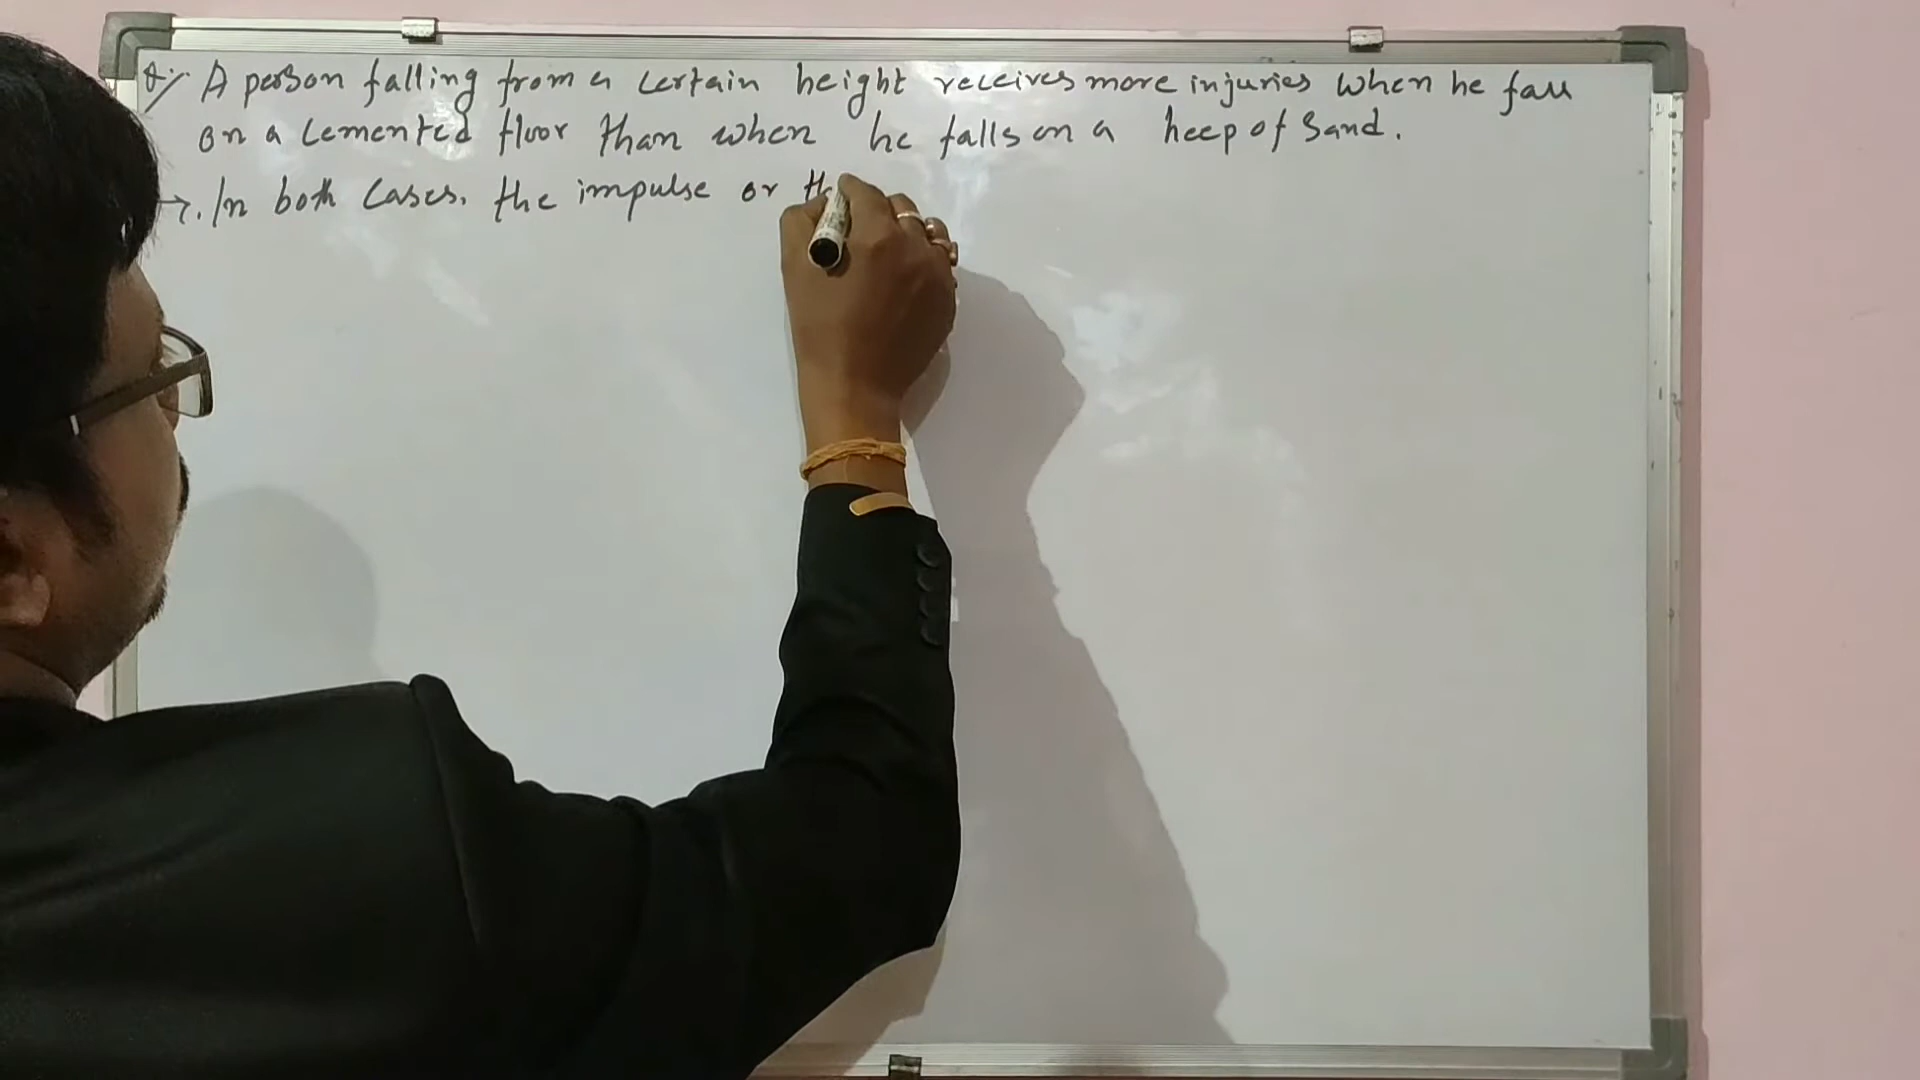 Q/. A person falling from a certain height receives more injuries when he fall
on a cemented floor than when he falls on a heep of sand.
→. In both cases, the impulse or th